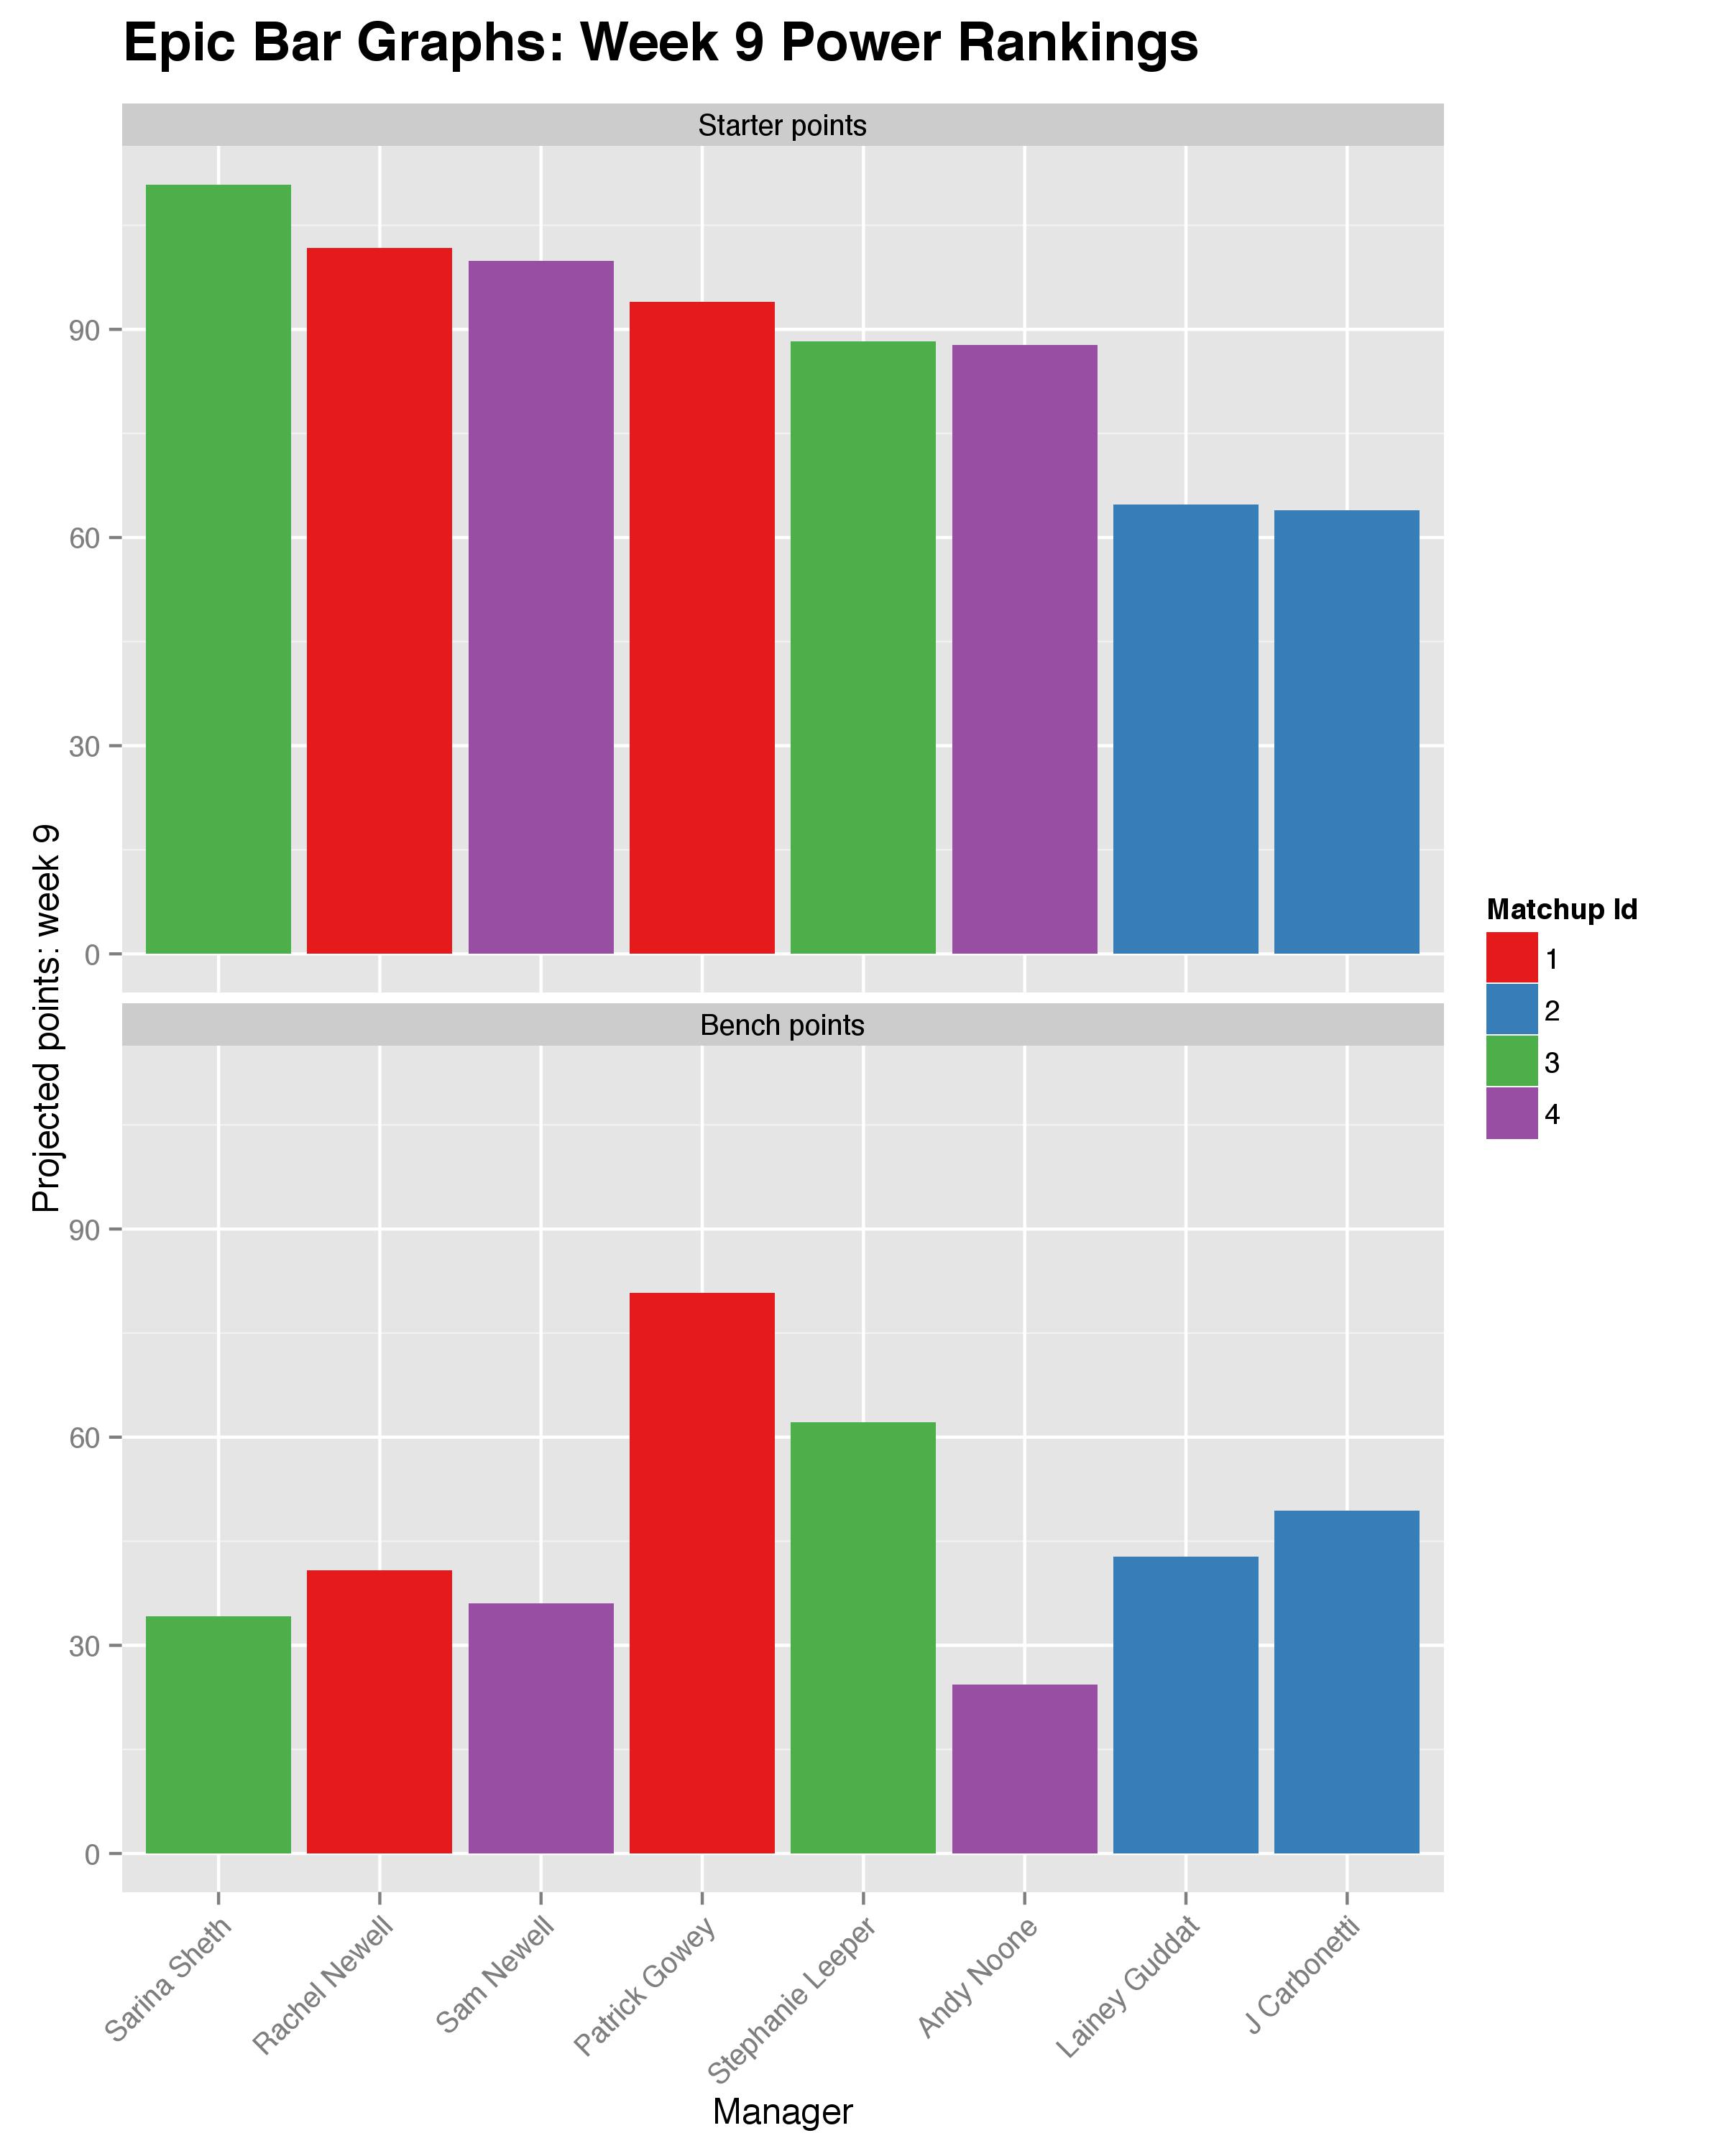 Epic Bar Graphs: Week 9 Power Rankings
Starter points
90
60
30
0
Projected points: week 9
Bench points
90
60
30
0
Sarina Sheth
Rachel Newell
Sam Newell
Patrick Gowey
Stephanie Leeper
Andy Noone
Lainey Guddat
J Carbonetti
Manager
Matchup Id
1
2
3
4